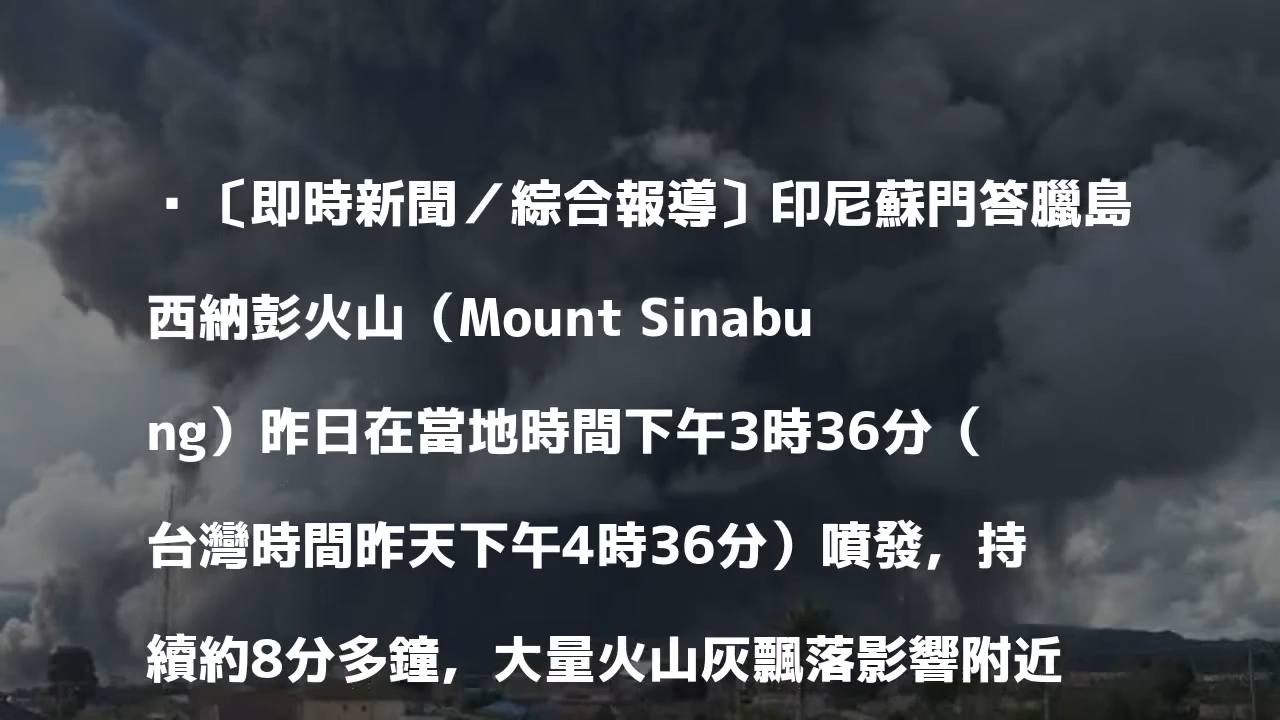 ▪〔即時新聞／綜合報導〕印尼蘇門答臘島
西納彭火山（Mount Sinabu
ng）昨日在當地時間下午3時36分（
台灣時間昨天下午4時36分）噴發，持
續約8分多鐘，大量火山灰飄落影響附近